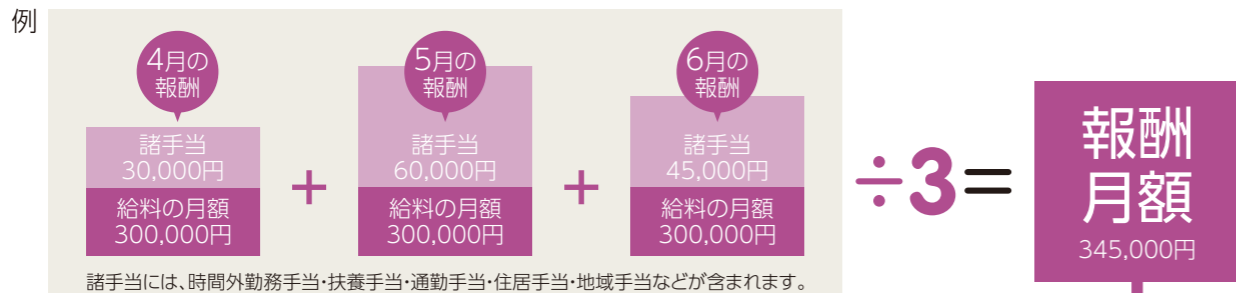 例
4月の
報酬
諸手当
30,000円
給料の月額
300,000円
+
5月の
報酬
諸手当
60,000円
給料の月額
300,000円
+
6月の
報酬
諸手当
45,000円
給料の月額
300,000円
÷3=
報酬
月額
345,000円
諸手当には、時間外勤務手当・扶養手当・通勤手当・住居手当・地域手当などが含まれます。